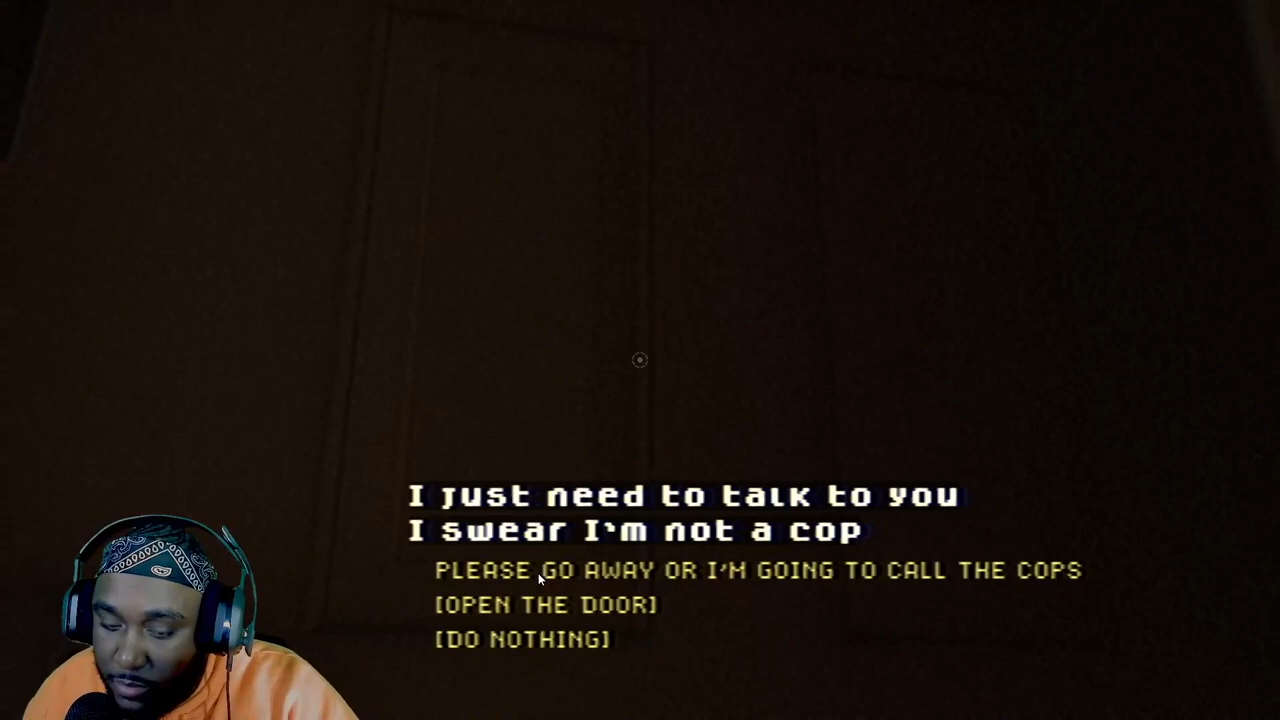 I just need to talk to you
I swear I'm not a cop
PLEASE GO AWAY OR I'M GOING TO CALL THE COPS
[OPEN THE DOOR]
[DO NOTHING]